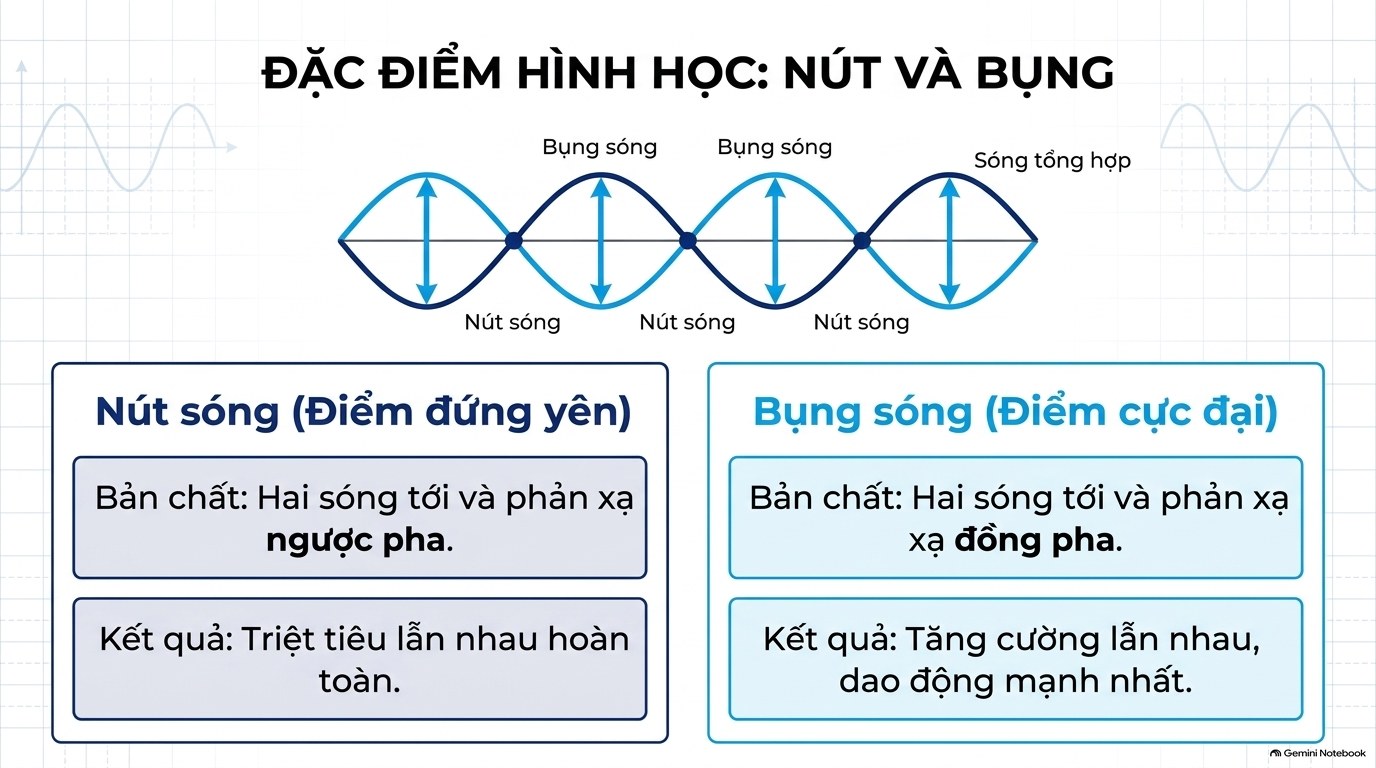 ĐẶC ĐIỂM HÌNH HỌC: NÚT VÀ BỤNG
Bụng sóng
Bụng sóng
Sóng tổng hợp
Nút sóng
Nút sóng
Nút sóng
Nút sóng (Điểm đứng yên)
Bản chất: Hai sóng tới và phản xạ
ngược pha.
Kết quả: Triệt tiêu lẫn nhau hoàn
toàn.
Bụng sóng (Điểm cực đại)
Bản chất: Hai sóng tới và phản xạ
xạ đồng pha.
Kết quả: Tăng cường lẫn nhau,
dao động mạnh nhất.
Gemini Notebook